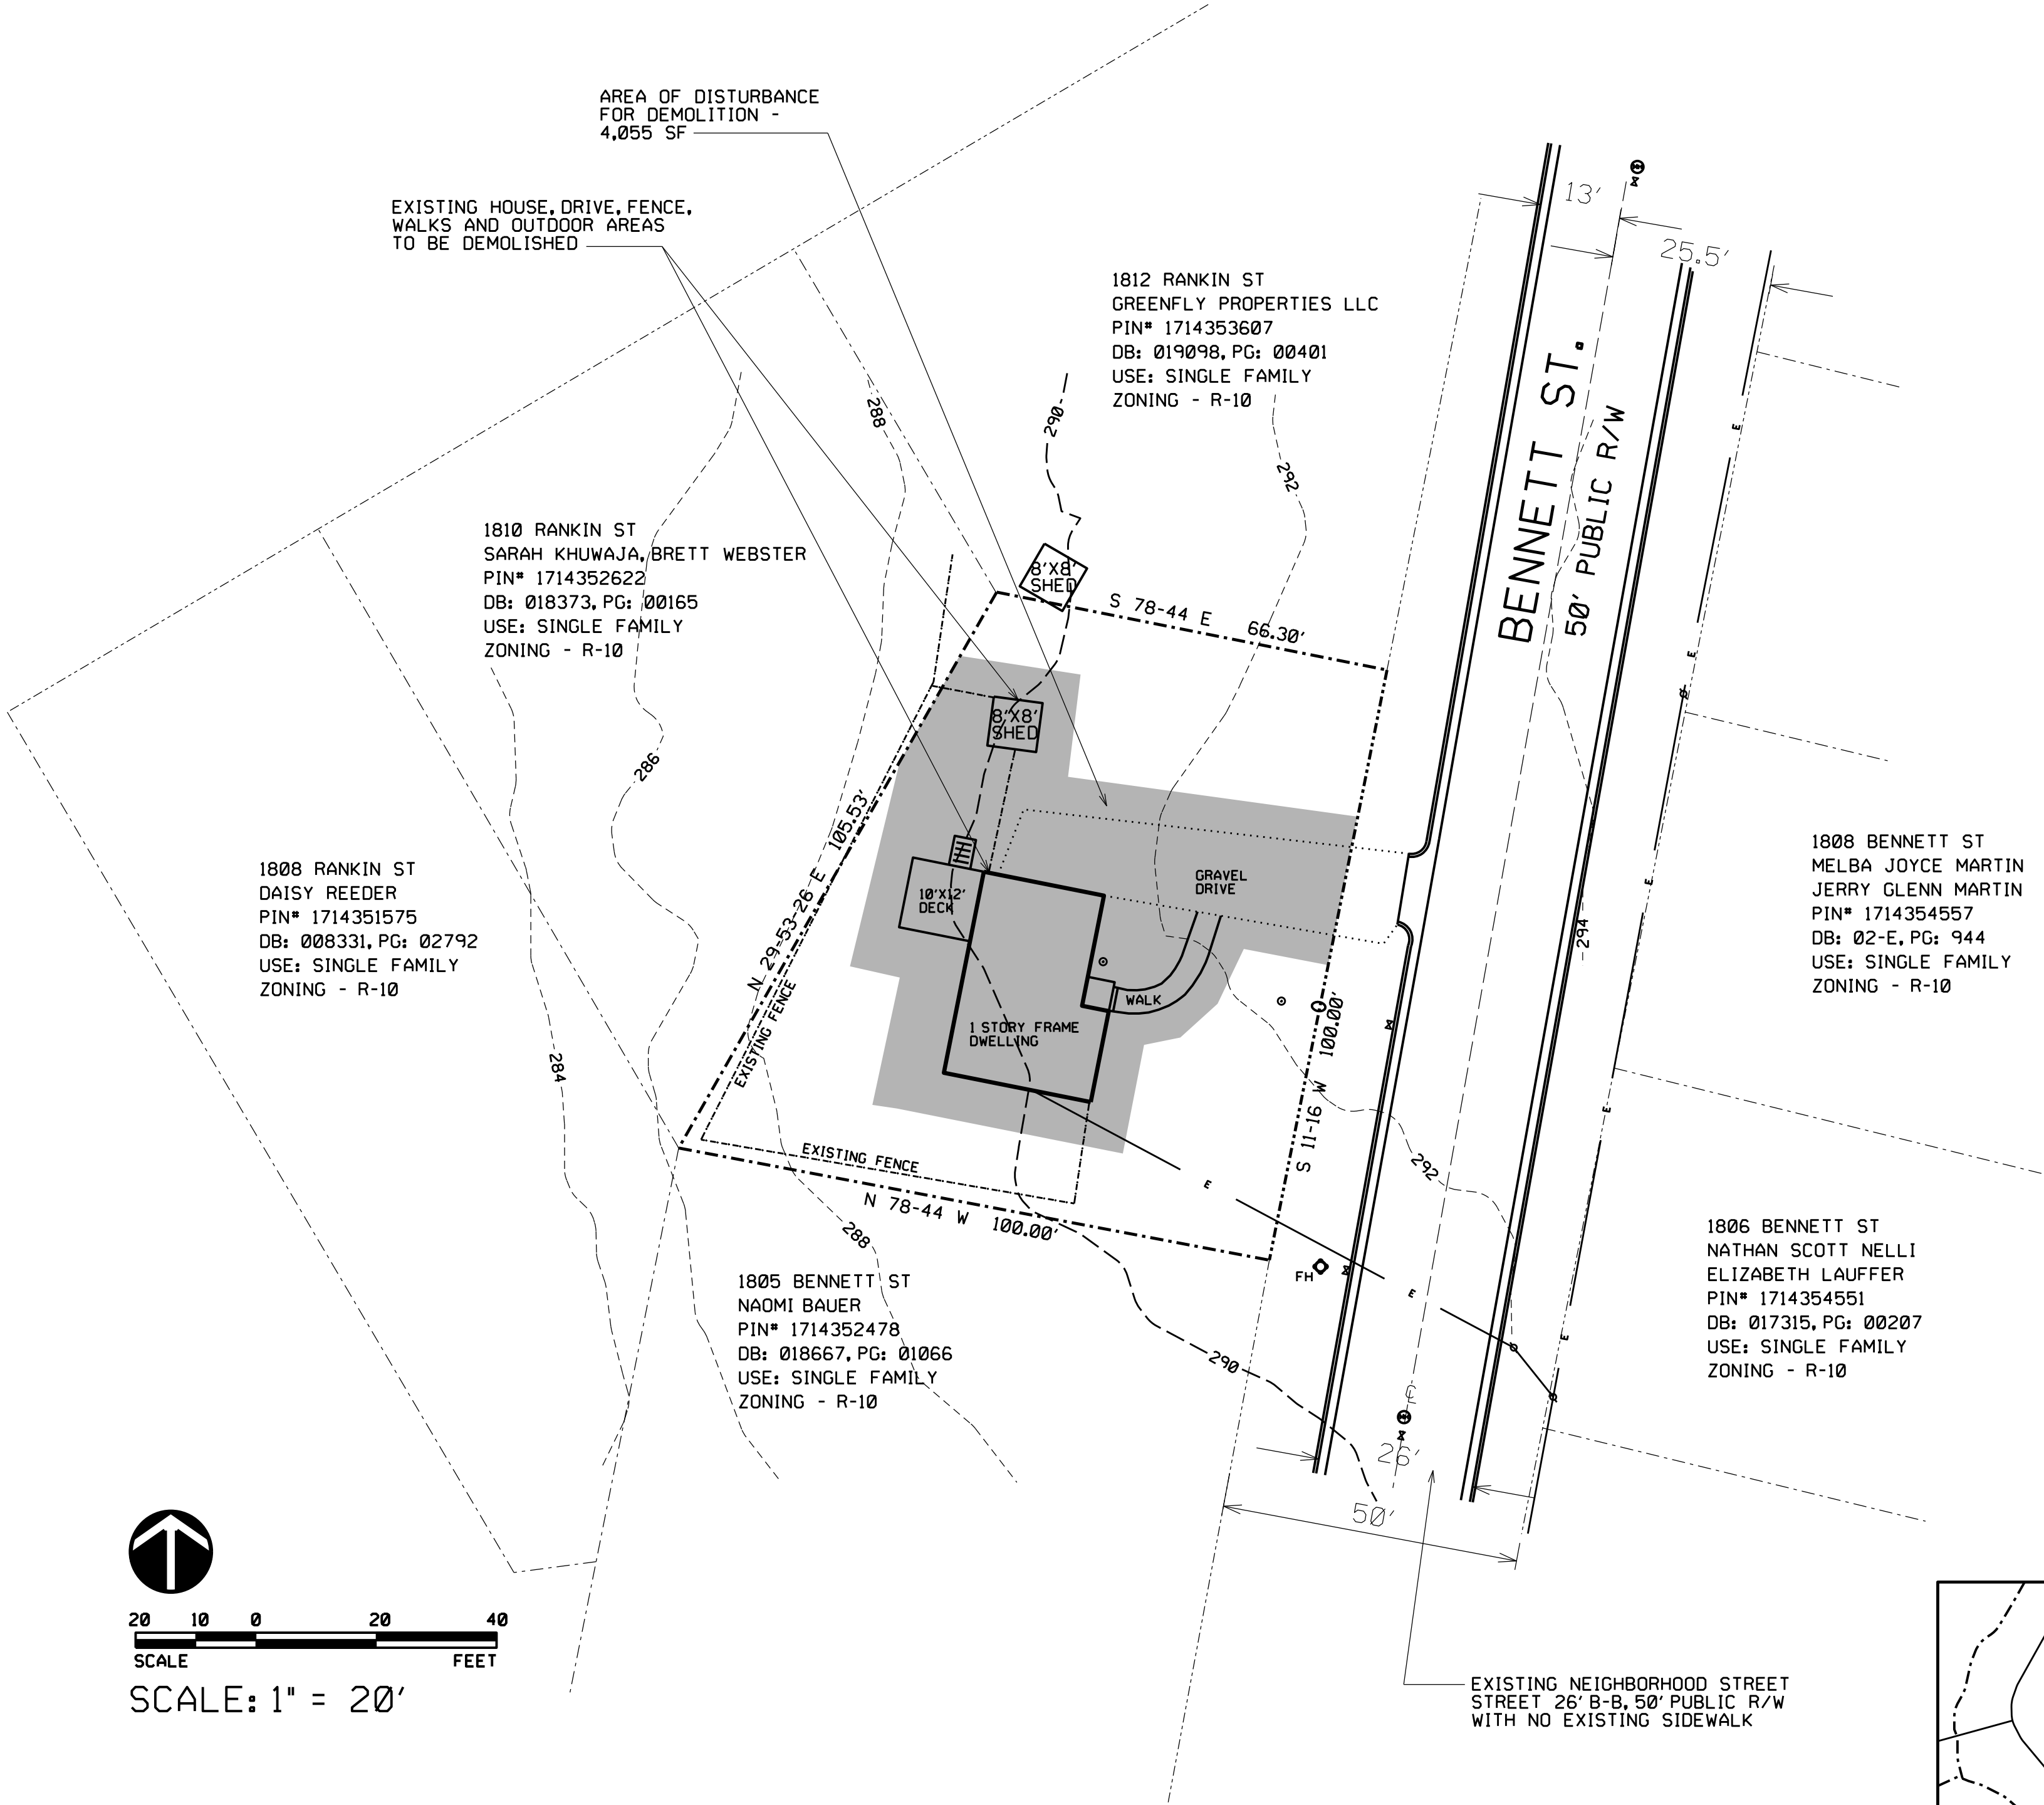 AREA OF DISTURBANCE
FOR DEMOLITION -
4,055 SF
EXISTING HOUSE, DRIVE, FENCE,
WALKS AND OUTDOOR AREAS
TO BE DEMOLISHED
13'
25.5'
BENNETT ST.
50' PUBLIC R/W
1812 RANKIN ST
GREENFLY PROPERTIES LLC
PIN# 1714353607
DB: 019098, PG: 00401
USE: SINGLE FAMILY
ZONING - R-10
288
290
292
1810 RANKIN ST
SARAH KHUWAJA, BRETT WEBSTER
PIN# 1714352622
DB: 018373, PG: 00165
USE: SINGLE FAMILY
ZONING - R-10
8'X8'
SHED
S 78-44 E 66.30'
E
E
8'X8'
SHED
286
N 29-53-26 E 105.53'
EXISTING FENCE
1808 RANKIN ST
DAISY REEDER
PIN# 1714351575
DB: 008331, PG: 02792
USE: SINGLE FAMILY
ZONING - R-10
10'X12'
DECK
GRAVEL
DRIVE
WALK
1 STORY FRAME
DWELLING
S 11-16 W 100.00'
294
E
1808 BENNETT ST
MELBA JOYCE MARTIN
JERRY GLENN MARTIN
PIN# 1714354557
DB: 02-E, PG: 944
USE: SINGLE FAMILY
ZONING - R-10
284
E
EXISTING FENCE
N 78-44 W 100.00'
E
292
288
FH
E
E
1805 BENNETT ST
NAOMI BAUER
PIN# 1714352478
DB: 018667, PG: 01066
USE: SINGLE FAMILY
ZONING - R-10
290
1806 BENNETT ST
NATHAN SCOTT NELLI
ELIZABETH LAUFFER
PIN# 1714354551
DB: 017315, PG: 00207
USE: SINGLE FAMILY
ZONING - R-10
26'
50'
20 10 0 20 40
SCALE FEET
SCALE: 1" = 20'
EXISTING NEIGHBORHOOD STREET
STREET 26' B-B, 50' PUBLIC R/W
WITH NO EXISTING SIDEWALK